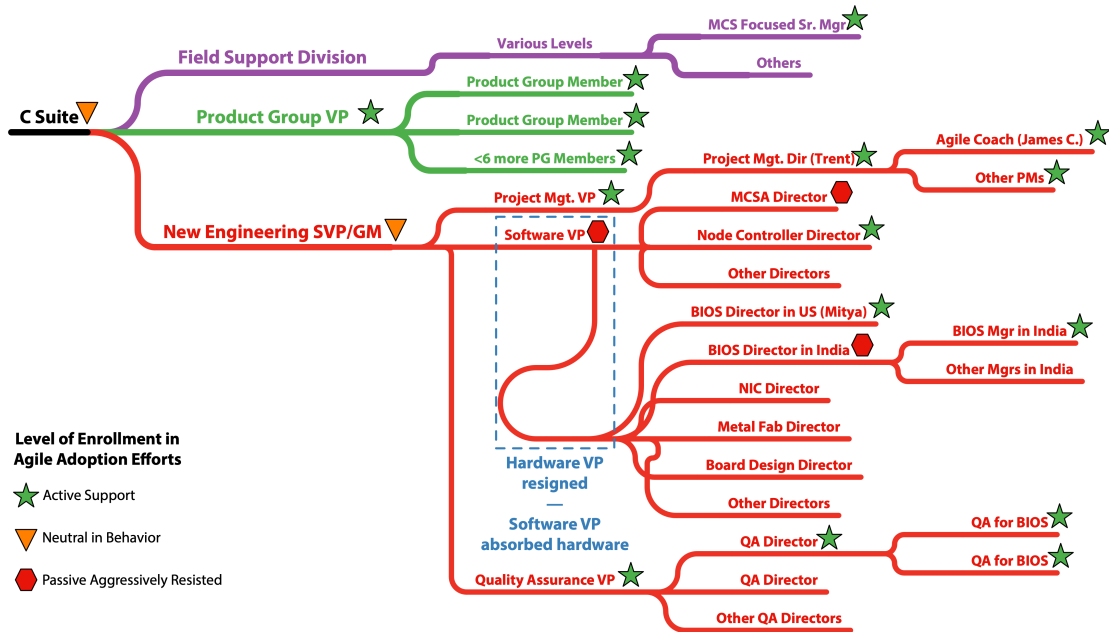 MCS Focused Sr. Mgr
Field Support Division
Various Levels
Others
Product Group Member
C Suite
Product Group VP
Product Group Member
<6 more PG Members
Agile Coach (James C.)
Project Mgt. Dir (Trent)
Other PMs
Project Mgt. VP
MCSA Director
New Engineering SVP/GM
Software VP
Node Controller Director
Other Directors
BIOS Director in US (Mitya)
BIOS Mgr in India
BIOS Director in India
Other Mgrs in India
NIC Director
Metal Fab Director
Board Design Director
Other Directors
Hardware VP
resigned
—
Software VP
absorbed hardware
QA Director
QA for BIOS
QA for BIOS
Quality Assurance VP
QA Director
Other QA Directors
Level of Enrollment in
Agile Adoption Efforts
Active Support
Neutral in Behavior
Passive Aggressively Resisted